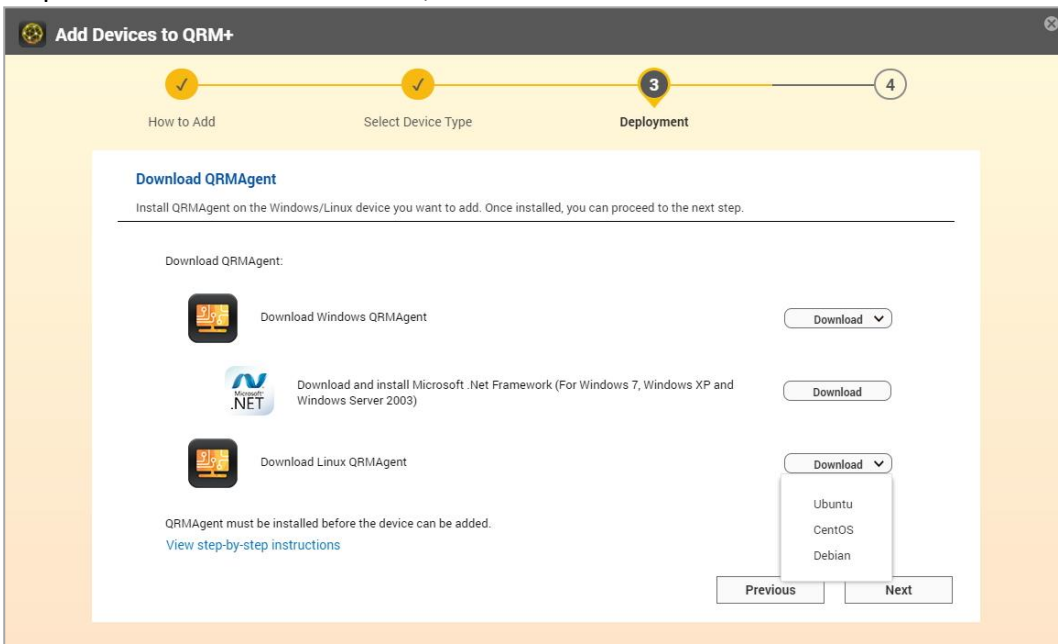 Add Devices to QRM+
3
4
How to Add
Select Device Type
Deployment
Download QRMAgent
Install QRMAgent on the Windows/Linux device you want to add. Once installed, you can proceed to the next step.
Download QRMAgent:
Download Windows QRMAgent
Download
Microsoft
.NET
Download and install Microsoft .Net Framework (For Windows 7, Windows XP and
Windows Server 2003)
Download
Download Linux QRMAgent
Download
Ubuntu
CentOS
Debian
QRMAgent must be installed before the device can be added.
View step-by-step instructions
Previous
Next